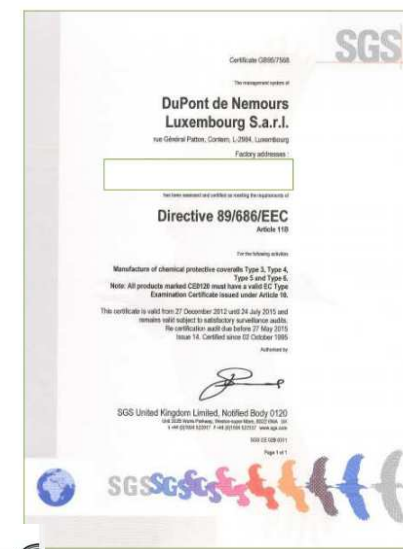 SGS
Certificate GB95/7568
The management system of
DuPont de Nemours
Luxembourg S.a.r.l.
rue Général Patton, Contern, L-2984, Luxembourg
Factory addresses :
has been assessed and certified as meeting the requirements of
Directive 89/686/EEC
Article 11B
For the following activities
Manufacture of chemical protective coveralls Type 3, Type 4,
Type 5 and Type 6.
Note: All products marked CE0120 must have a valid EC Type
Examination Certificate issued under Article 10.
This certificate is valid from 27 December 2012 until 24 July 2015 and
remains valid subject to satisfactory surveillance audits.
Re certification audit due before 27 May 2015
Issue 14. Certified since 02 October 1995
Authorised by
SGS United Kingdom Limited, Notified Body 0120
Page 1 of 1
SGSSGSGS